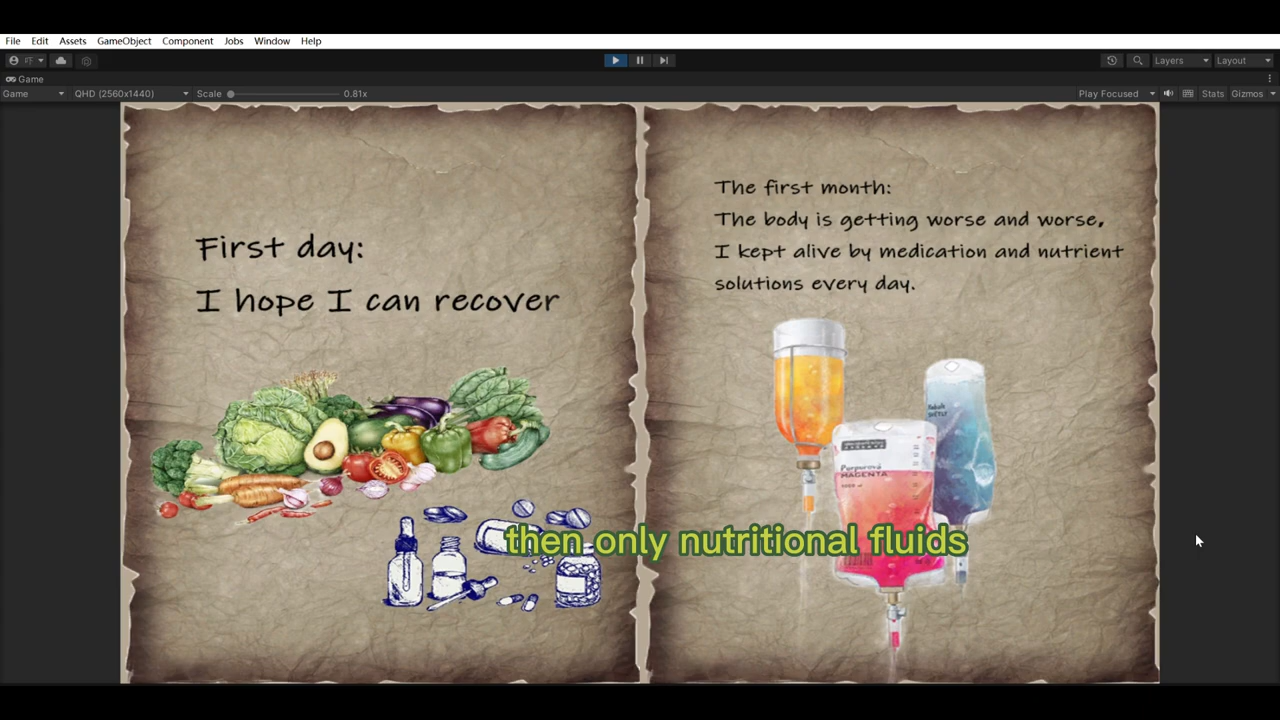 File Edit Assets GameObject Component Jobs Window Help
Layers Layout
Game
Game QHD (2560x1440) Scale 0.81x Play Focused Stats Gizmos
First day:
I hope I can recover
The first month:
The body is getting worse and worse,
I kept alive by medication and nutrient
solutions every day.
MAGENTA
then only nutritional fluids